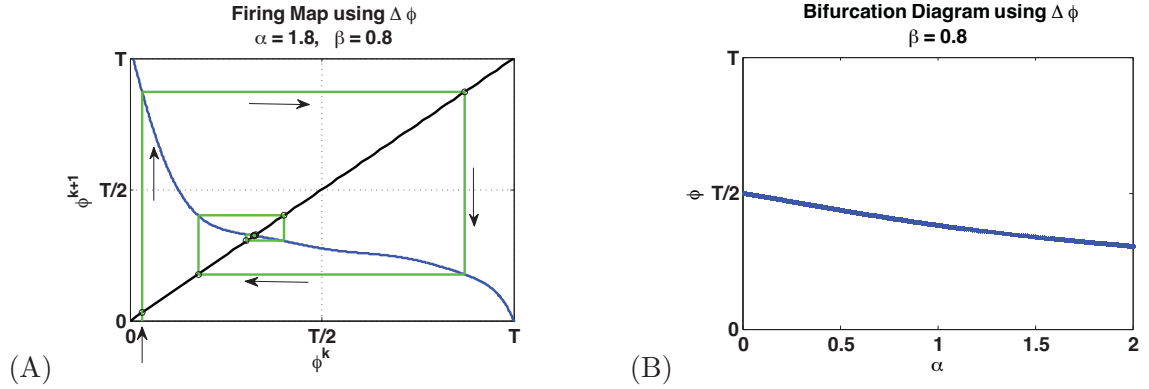 Firing Map using Δ ϕ
α = 1.8, β = 0.8
T
T/2
0
ϕ^{k+1}
0 T/2 T
ϕ^k
(A)
Bifurcation Diagram using Δ ϕ
β = 0.8
T
T/2
0
ϕ
0 0.5 1 1.5 2
α
(B)